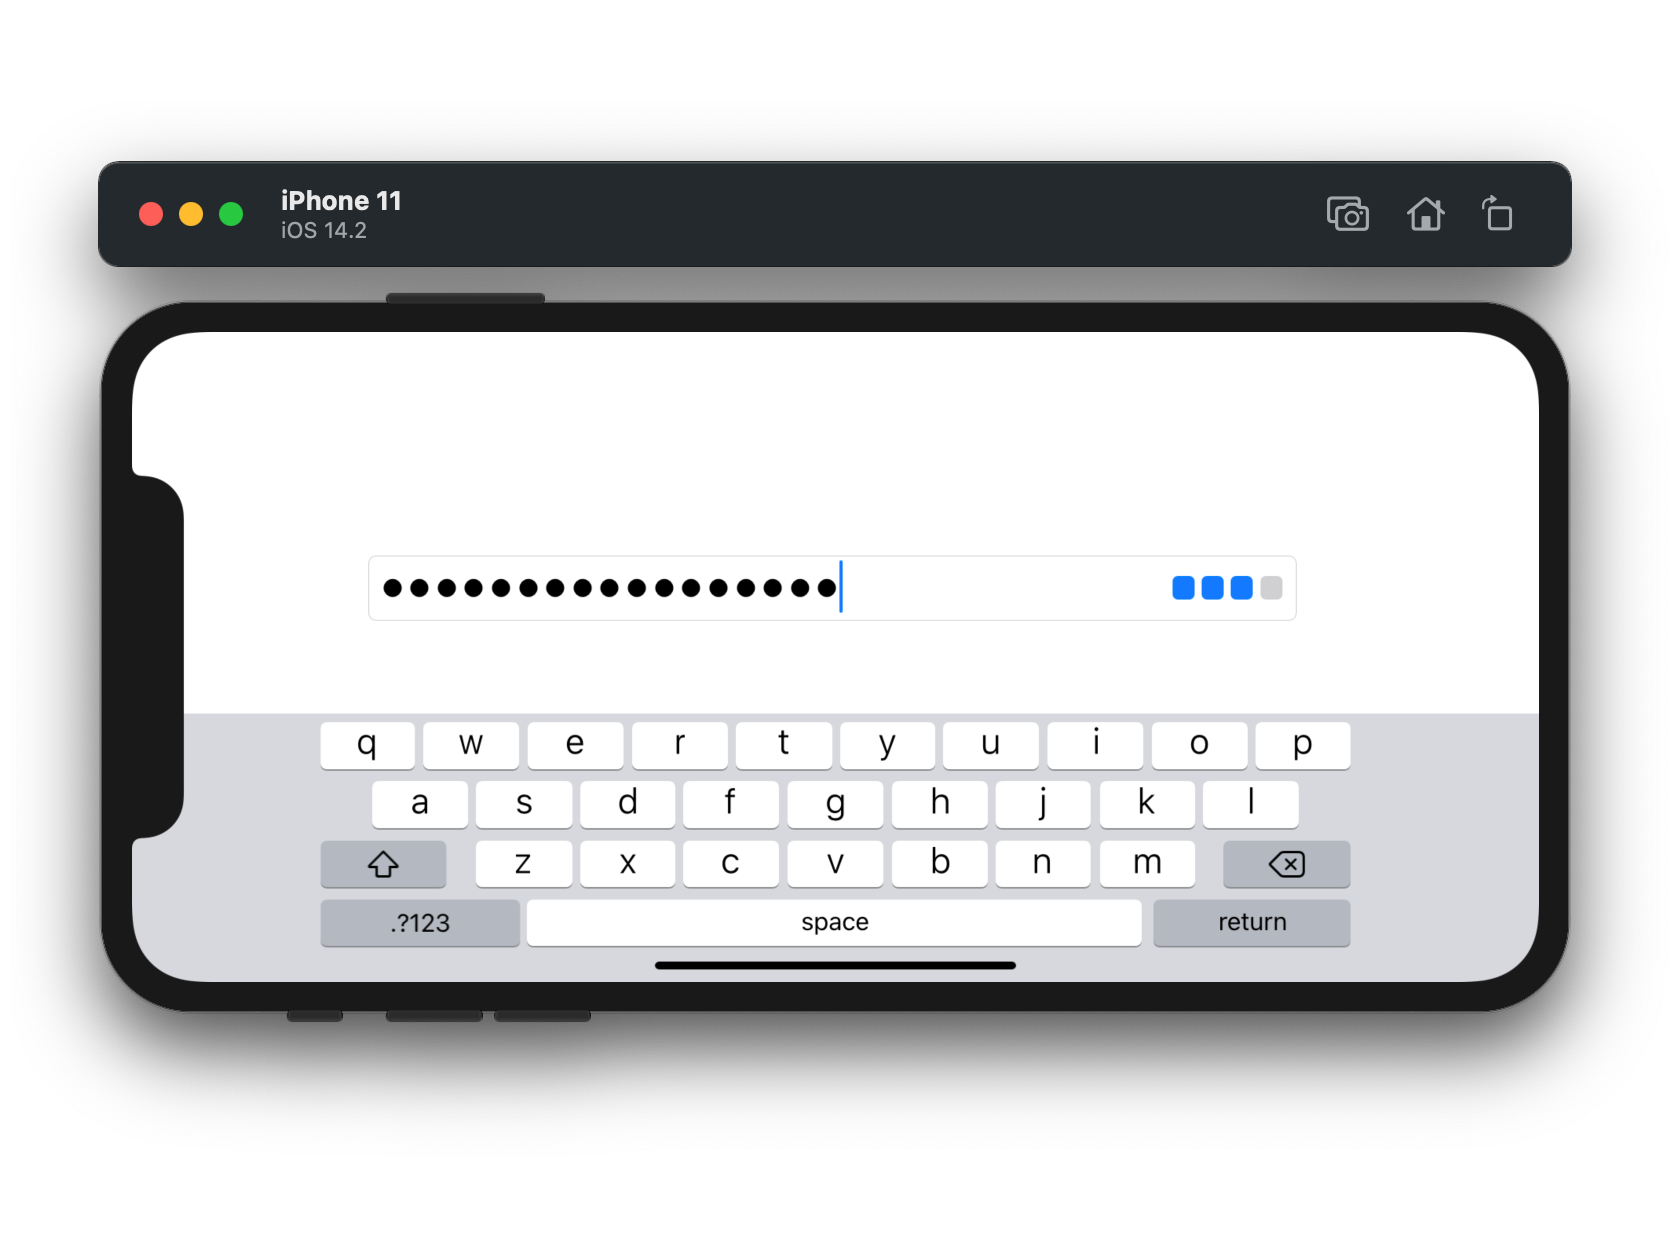 iPhone 11
iOS 14.2
●●●●●●●●●●●●●●●●●
q w e r t y u i o p
a s d f g h j k l
z x c v b n m
.?123 space return